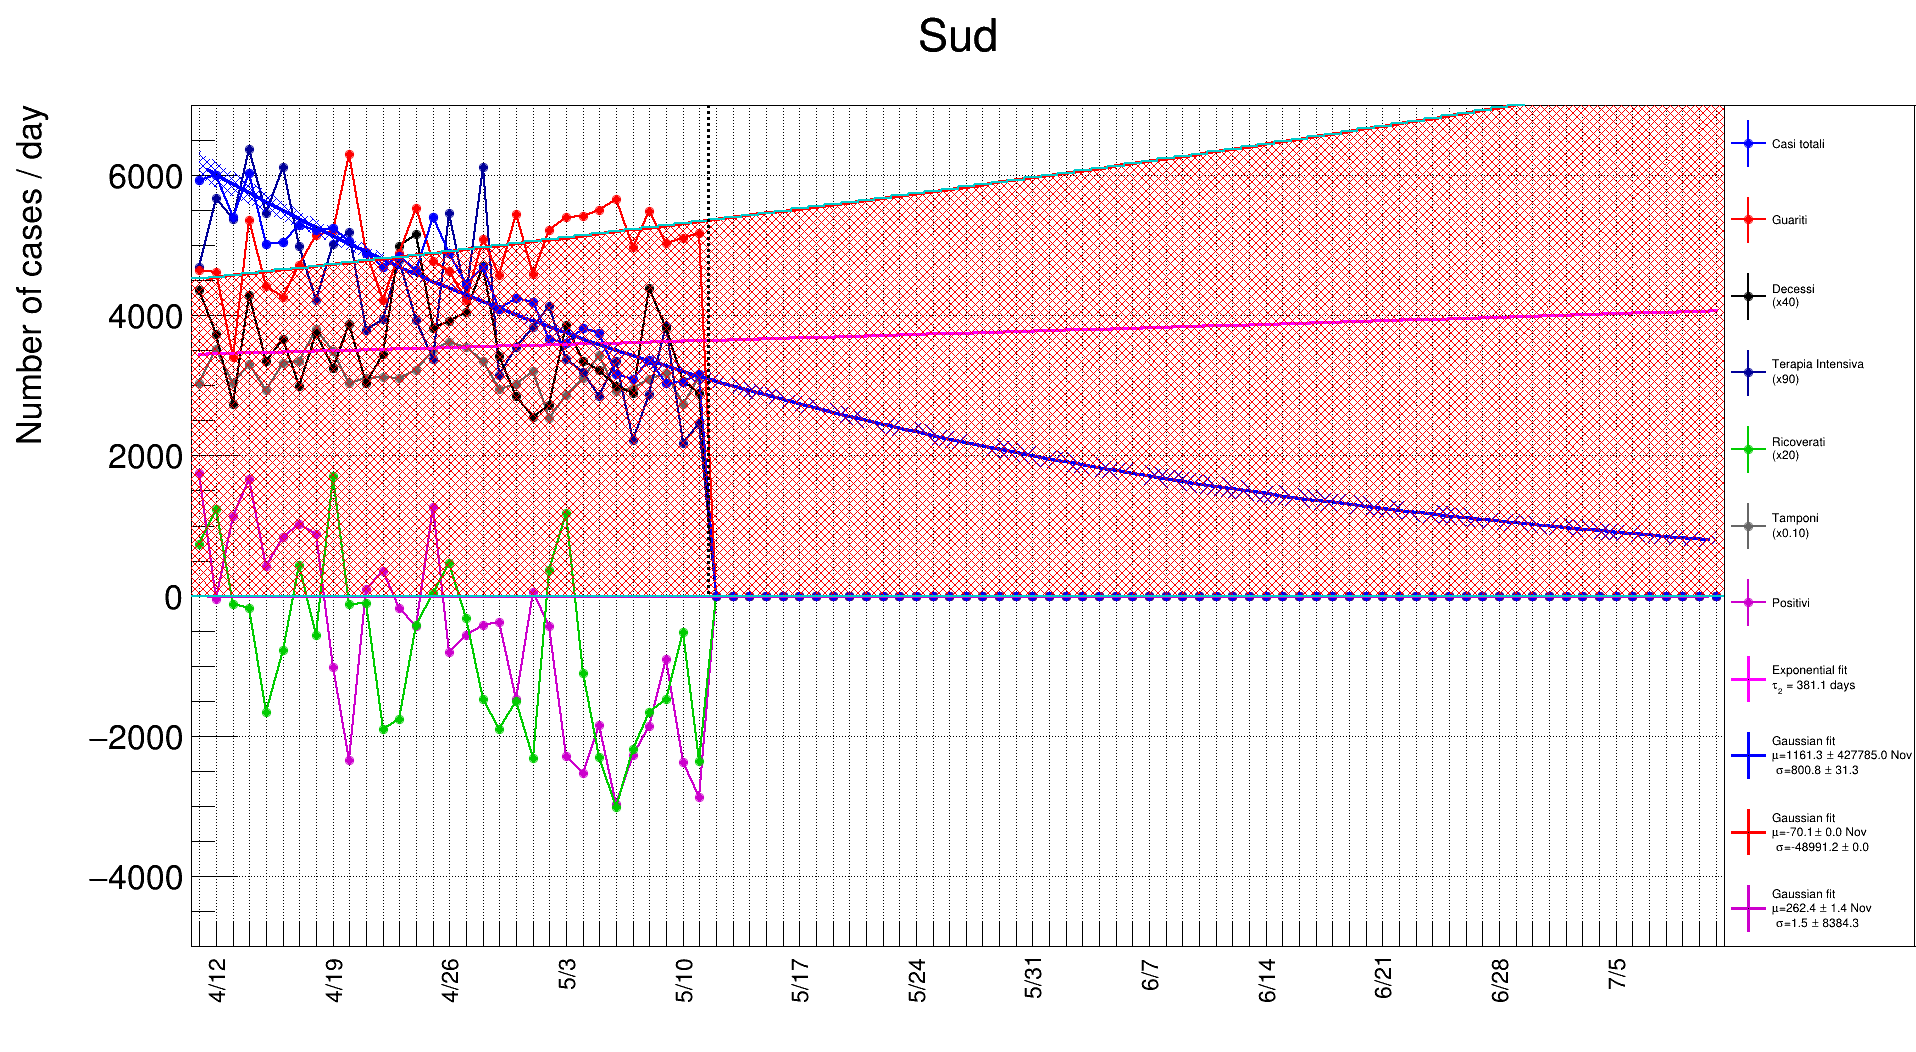 Sud
Number of cases / day
6000
4000
2000
0
−2000
−4000
4/12
4/19
4/26
5/3
5/10
5/17
5/24
5/31
6/7
6/14
6/21
6/28
7/5
Casi totali
Guariti
Decessi
(x40)
Terapia Intensiva
(x90)
Ricoverati
(x20)
Tamponi
(x0.10)
Positivi
Exponential fit
τ₂ = 381.1 days
Gaussian fit
μ=1161.3 ± 427785.0 Nov
σ=800.8 ± 31.3
Gaussian fit
μ=-70.1 ± 0.0 Nov
σ=-48991.2 ± 0.0
Gaussian fit
μ=262.4 ± 1.4 Nov
σ=1.5 ± 8384.3